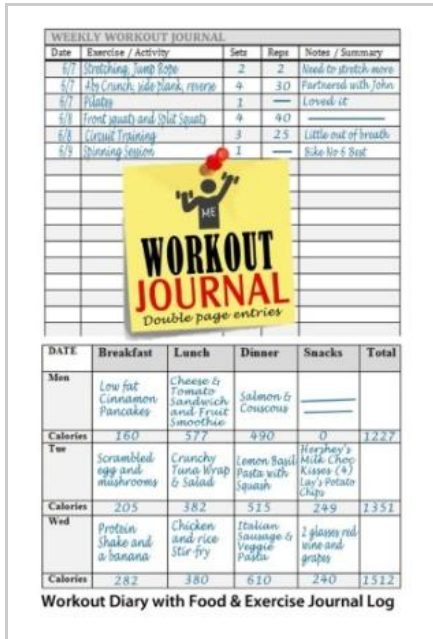 WEEKLY WORKOUT JOURNAL
Date Exercise / Activity Sets Reps Notes / Summary
6/7 Stretching, Jump Rope 2 2 Need to stretch more
6/7 Abs Crunch, side plank, reverse 4 30 Partnered with John
6/7 Pilates 1 — Loved it
6/8 Front squats and Split Squats 4 40 —
6/8 Circuit Training 3 25 Little out of breath
6/9 Spinning Session 1 — Bike No 6 Best
ME
WORKOUT
JOURNAL
Double page entries
DATE Breakfast Lunch Dinner Snacks Total
Mon
Low fat
Cinnamon
Pancakes
Cheese &
Tomato
Sandwich
and Fruit
Smoothie
Salmon &
Couscous
Calories 160 577 490 0 1227
Tue
Scrambled
egg and
mushrooms
Crunchy
Tuna Wrap
& Salad
Lemon Basil
Pasta with
Squash
Hershey's
Milk Choc
Kisses (4)
Lay's Potato
Chips
Calories 205 382 515 249 1351
Wed
Protein
Shake and
a banana
Chicken
and rice
Stir-fry
Italian
Sausage &
Veggie
Pasta
2 glasses red
wine and
grapes
Calories 282 380 610 240 1512
Workout Diary with Food & Exercise Journal Log